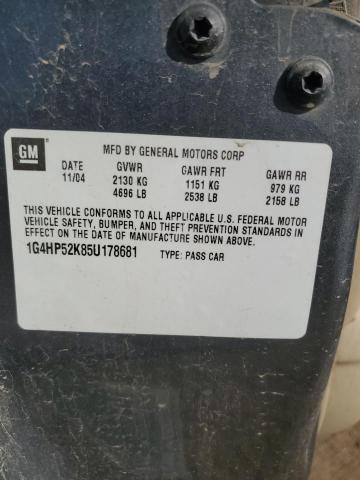 GM
MFD BY GENERAL MOTORS CORP
DATE GVWR GAWR FRT GAWR RR
11/04 2130 KG 1151 KG 979 KG
4696 LB 2538 LB 2158 LB
THIS VEHICLE CONFORMS TO ALL APPLICABLE U.S. FEDERAL MOTOR
VEHICLE SAFETY, BUMPER, AND THEFT PREVENTION STANDARDS IN
EFFECT ON THE DATE OF MANUFACTURE SHOWN ABOVE.
1G4HP52K85U178681 TYPE: PASS CAR